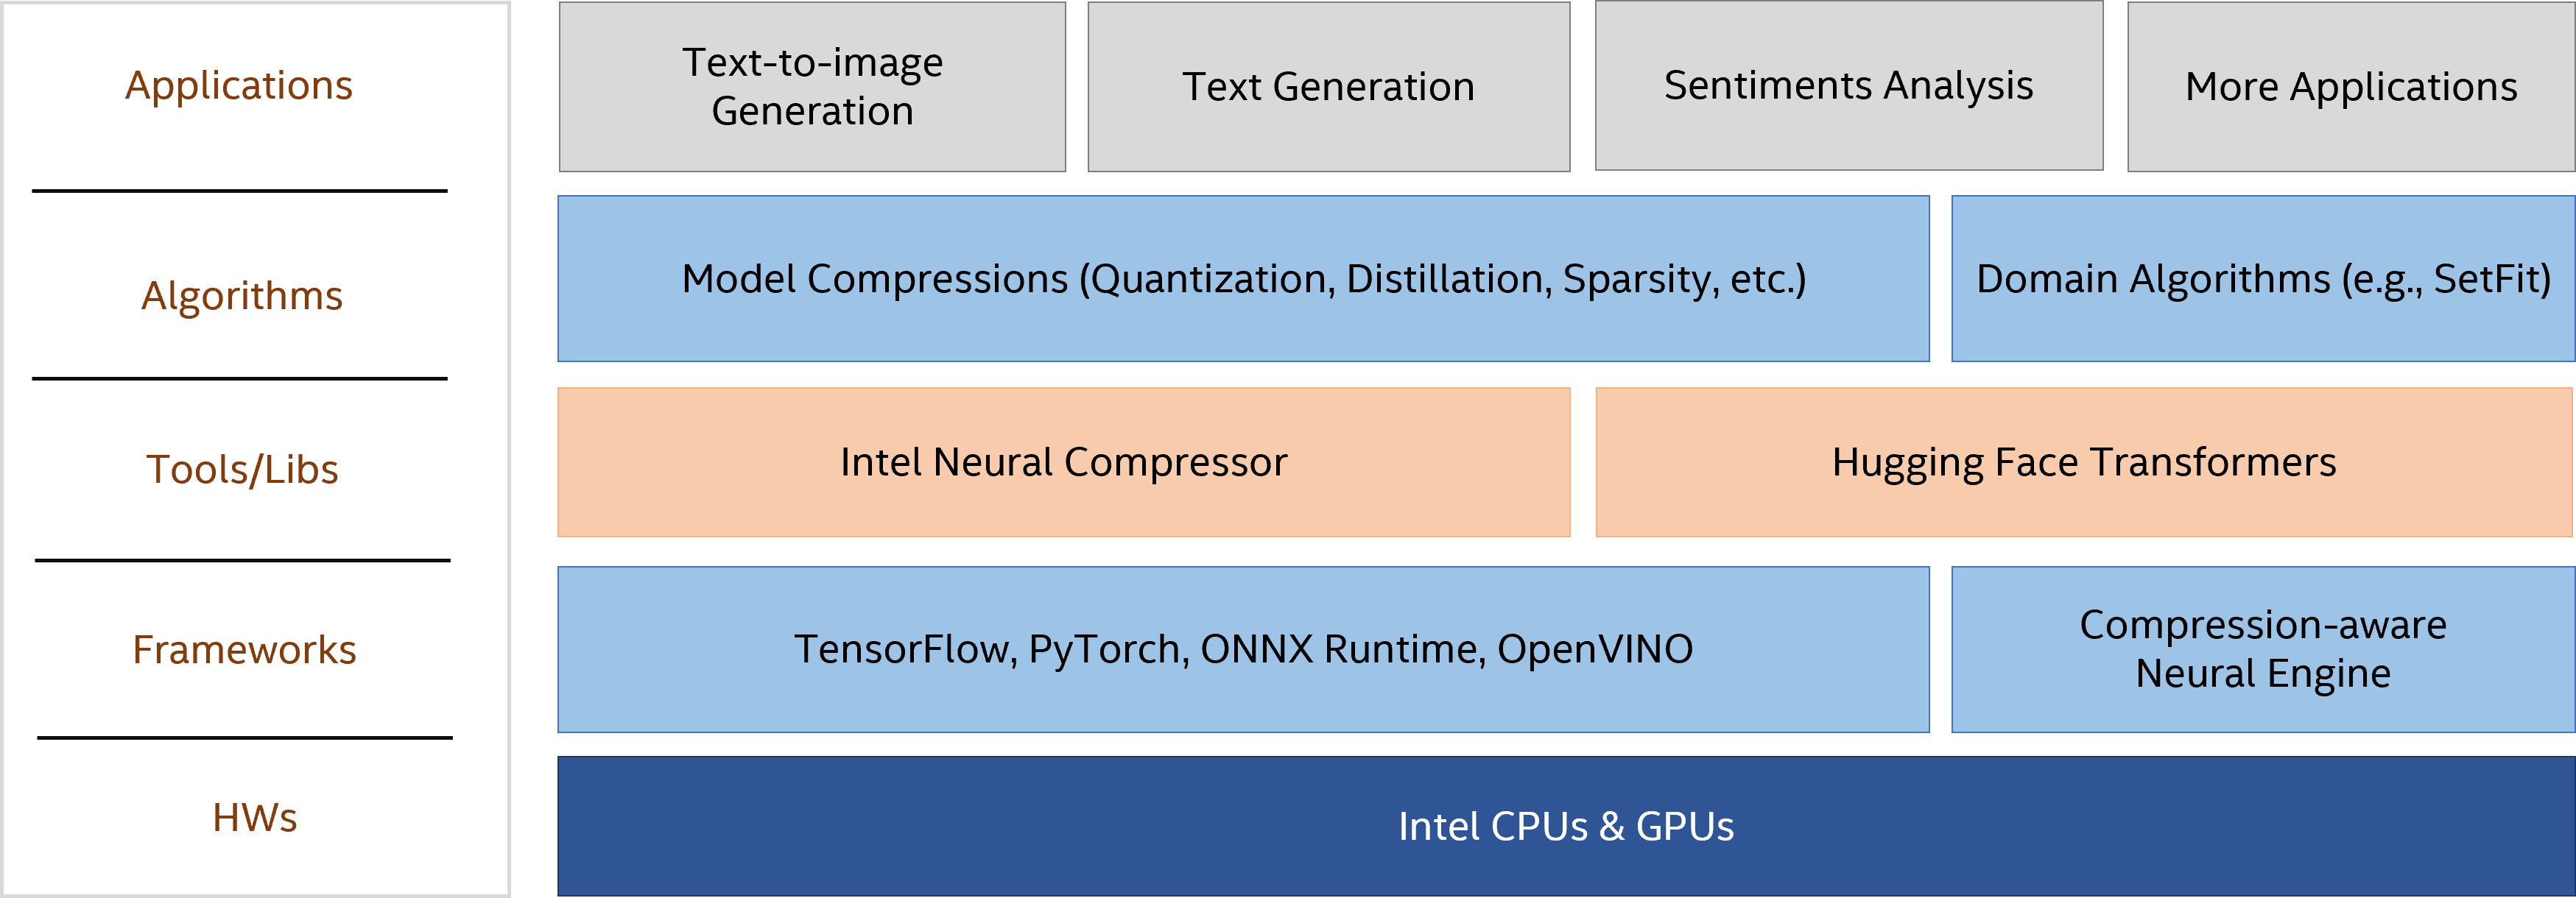 Applications
Text-to-image
Generation
Text Generation
Sentiments Analysis
More Applications
Algorithms
Model Compressions (Quantization, Distillation, Sparsity, etc.)
Domain Algorithms (e.g., SetFit)
Tools/Libs
Intel Neural Compressor
Hugging Face Transformers
Frameworks
TensorFlow, PyTorch, ONNX Runtime, OpenVINO
Compression-aware
Neural Engine
HWs
Intel CPUs & GPUs